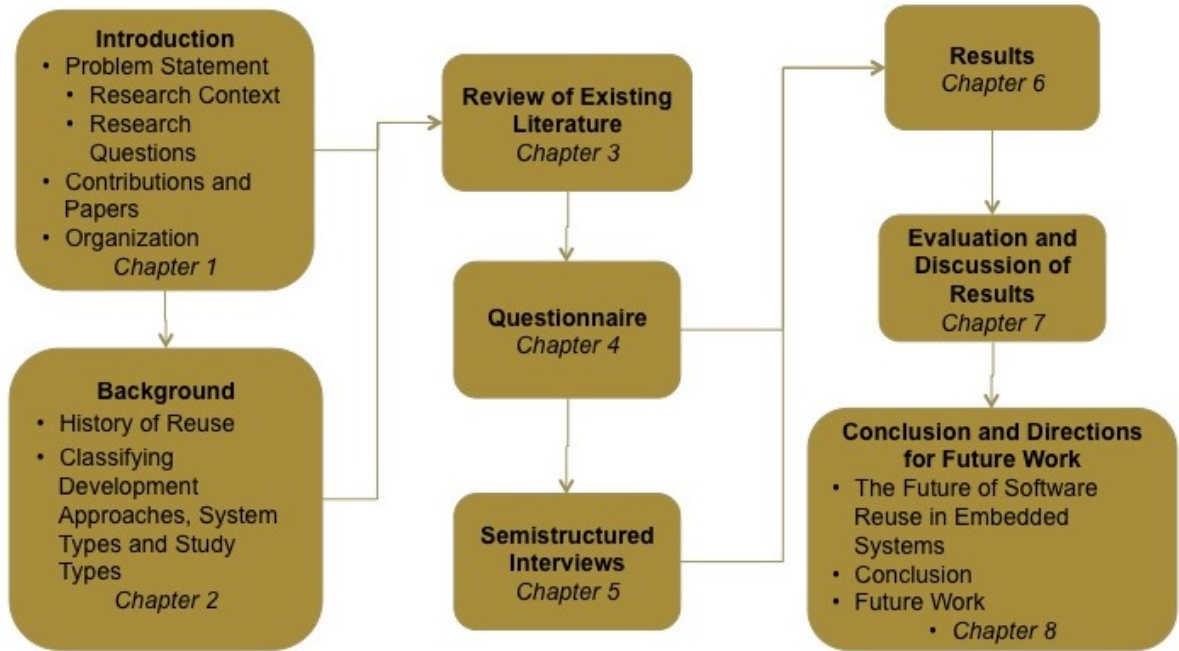 Introduction
• Problem Statement
• Research Context
• Research
Questions
• Contributions and
Papers
• Organization
Chapter 1
Background
• History of Reuse
• Classifying
Development
Approaches, System
Types and Study
Types
Chapter 2
Review of Existing
Literature
Chapter 3
Questionnaire
Chapter 4
Semistructured
Interviews
Chapter 5
Results
Chapter 6
Evaluation and
Discussion of
Results
Chapter 7
Conclusion and Directions
for Future Work
• The Future of Software
Reuse in Embedded
Systems
• Conclusion
• Future Work
• Chapter 8